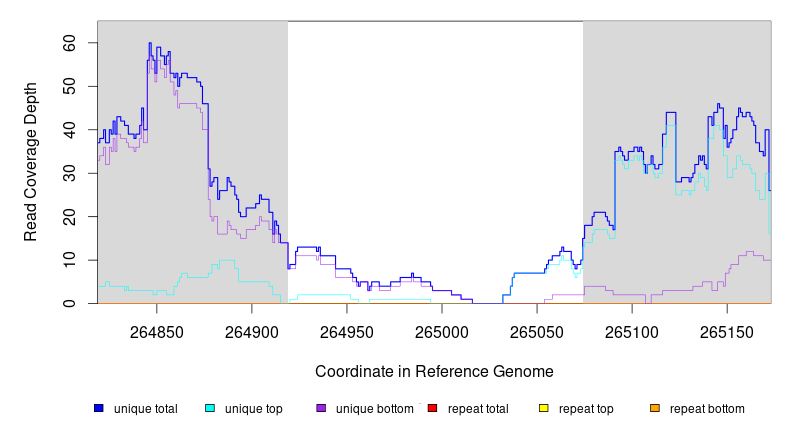 60
50
40
30
20
10
0
Read Coverage Depth
264850 264900 264950 265000 265050 265100 265150
Coordinate in Reference Genome
unique total unique top unique bottom repeat total repeat top repeat bottom